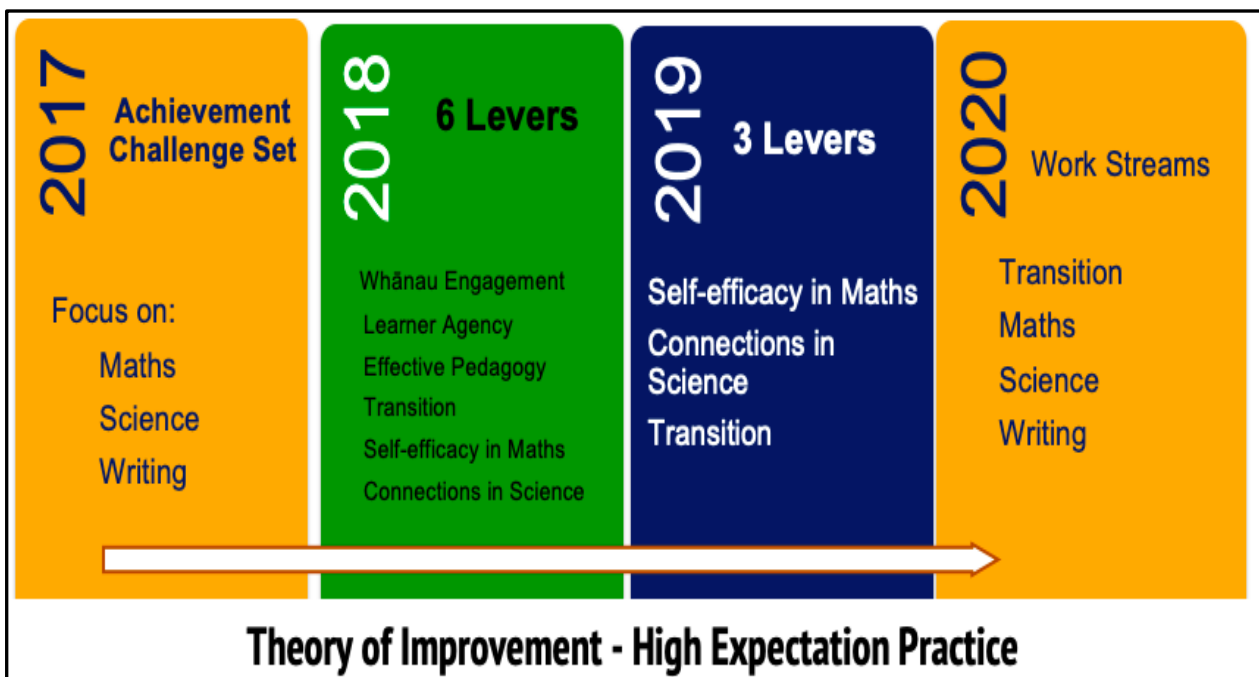 2017
Achievement
Challenge Set
Focus on:
Maths
Science
Writing
2018
6 Levers
Whānau Engagement
Learner Agency
Effective Pedagogy
Transition
Self-efficacy in Maths
Connections in Science
2019
3 Levers
Self-efficacy in Maths
Connections in
Science
Transition
2020
Work Streams
Transition
Maths
Science
Writing
Theory of Improvement - High Expectation Practice